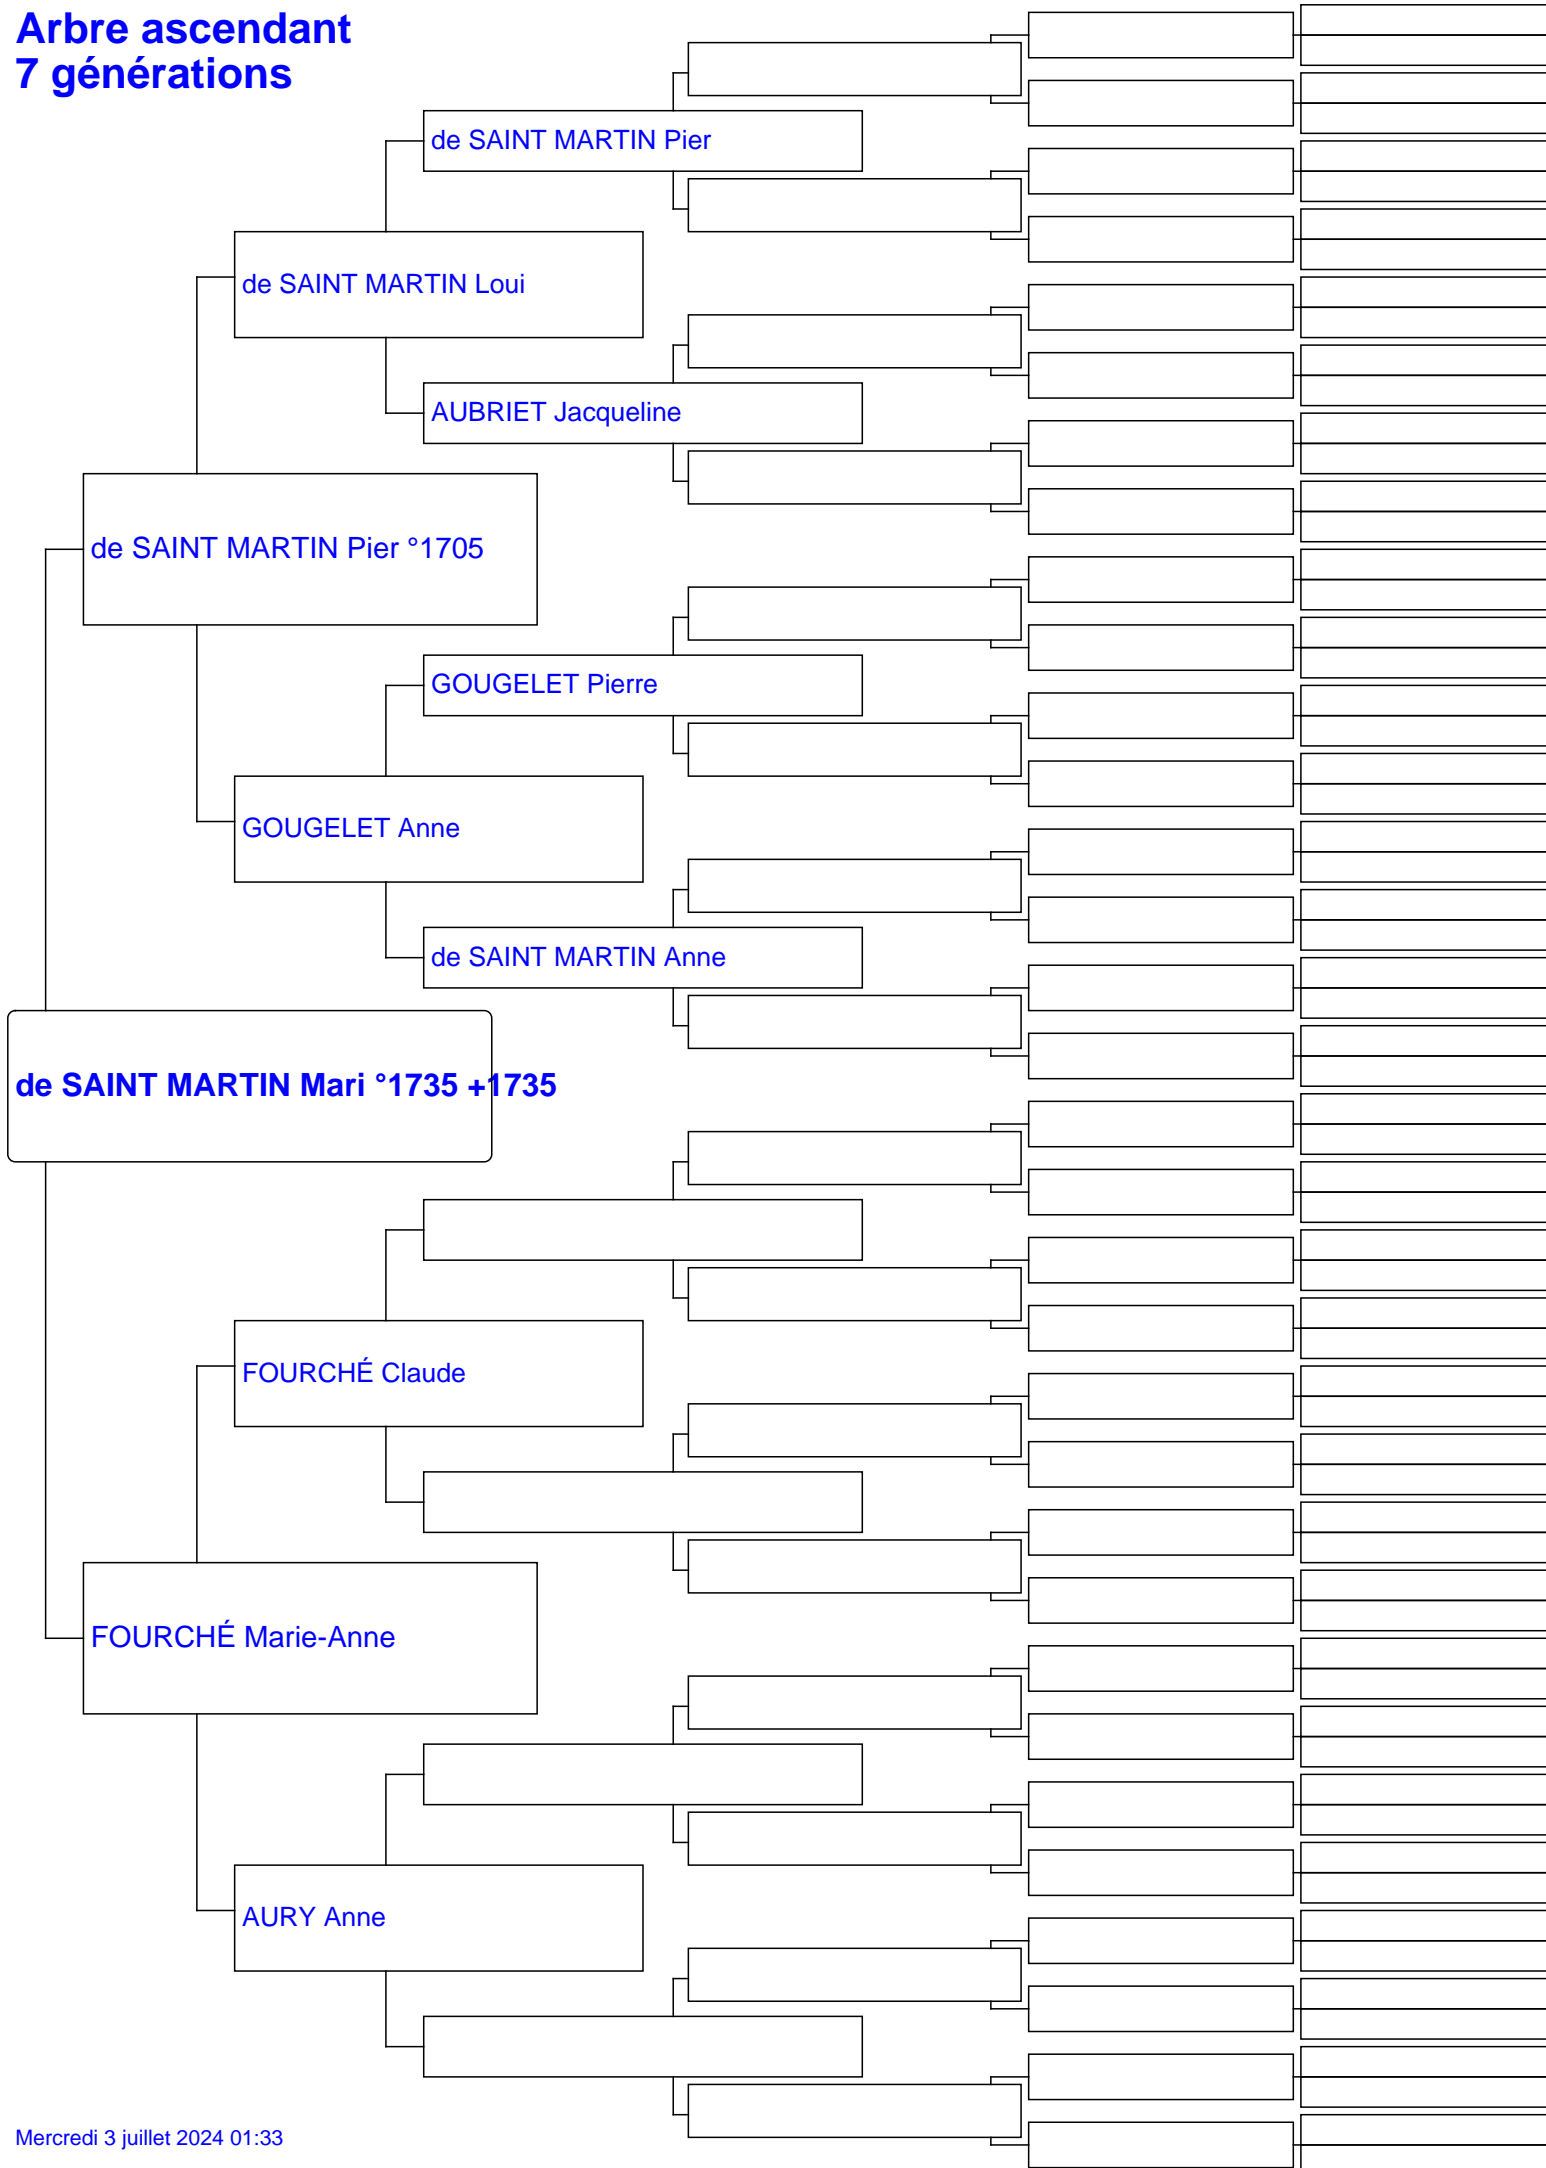 Arbre ascendant
7 générations
de SAINT MARTIN Pier
de SAINT MARTIN Loui
AUBRIET Jacqueline
de SAINT MARTIN Pier °1705
GOUGELET Pierre
GOUGELET Anne
de SAINT MARTIN Anne
de SAINT MARTIN Mari °1735 +1735
FOURCHÉ Claude
FOURCHÉ Marie-Anne
AURY Anne
Mercredi 3 juillet 2024 01:33